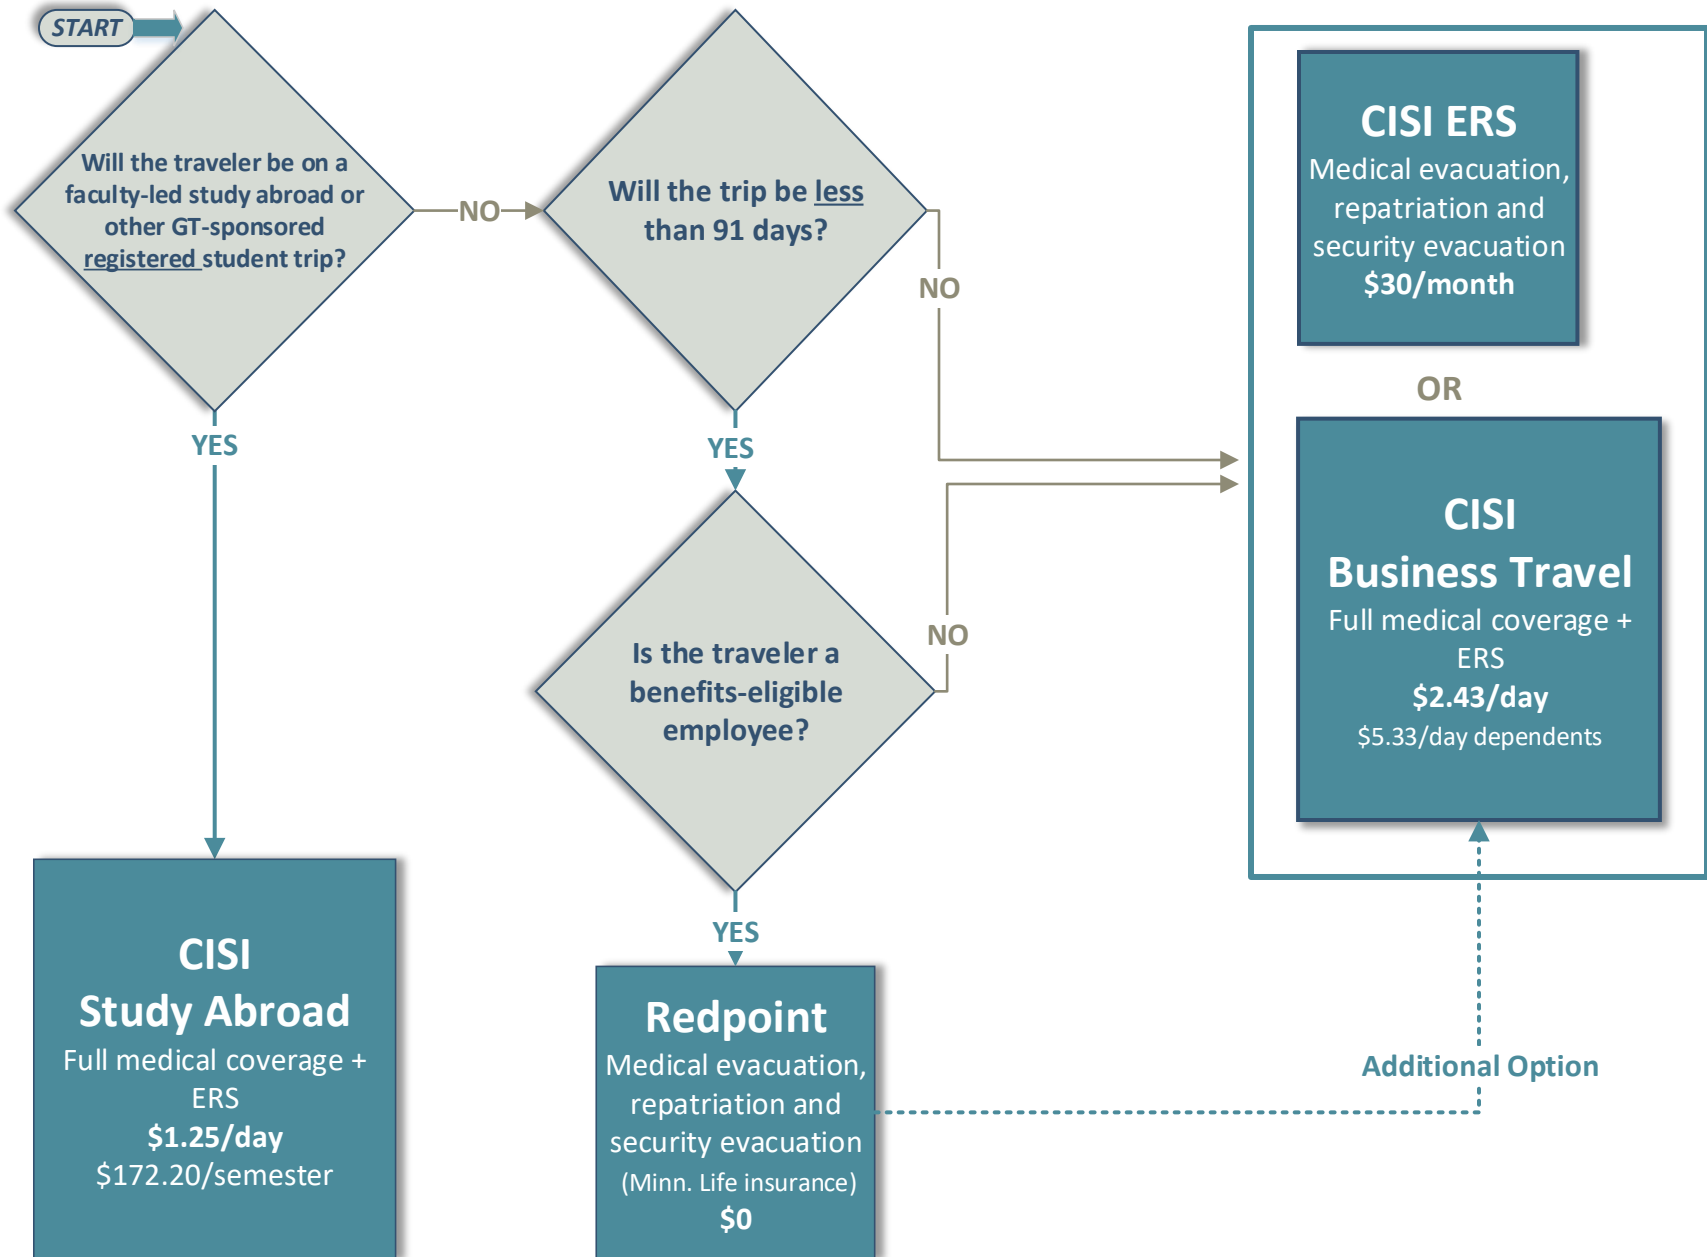 START
Will the traveler be on a
faculty-led study abroad or
other GT-sponsored
registered student trip?
NO
Will the trip be less
than 91 days?
NO
CISI ERS
Medical evacuation,
repatriation and
security evacuation
$30/month
OR
CISI
Business Travel
Full medical coverage +
ERS
$2.43/day
$5.33/day dependents
YES
YES
Is the traveler a
benefits-eligible
employee?
NO
YES
CISI
Study Abroad
Full medical coverage +
ERS
$1.25/day
$172.20/semester
Redpoint
Medical evacuation,
repatriation and
security evacuation
(Minn. Life insurance)
$0
Additional Option